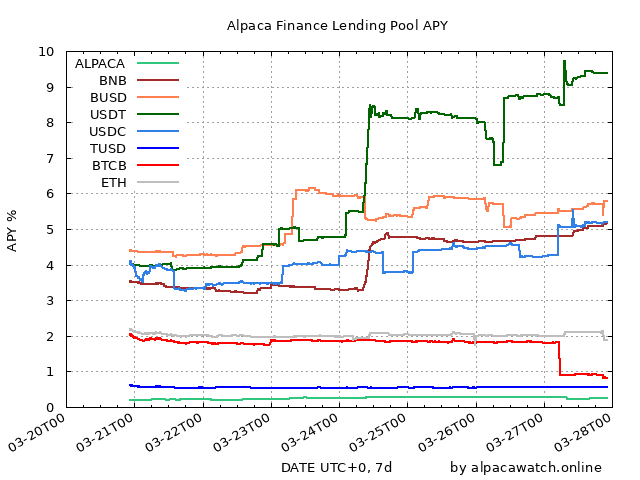 Alpaca Finance Lending Pool APY
10
9
8
7
6
5
4
3
2
1
0
APY %
ALPACA
BNB
BUSD
USDT
USDC
TUSD
BTCB
ETH
03-20T00
03-21T00
03-22T00
03-23T00
03-24T00
03-25T00
03-26T00
03-27T00
03-28T00
DATE UTC+0, 7d
by alpacawatch.online